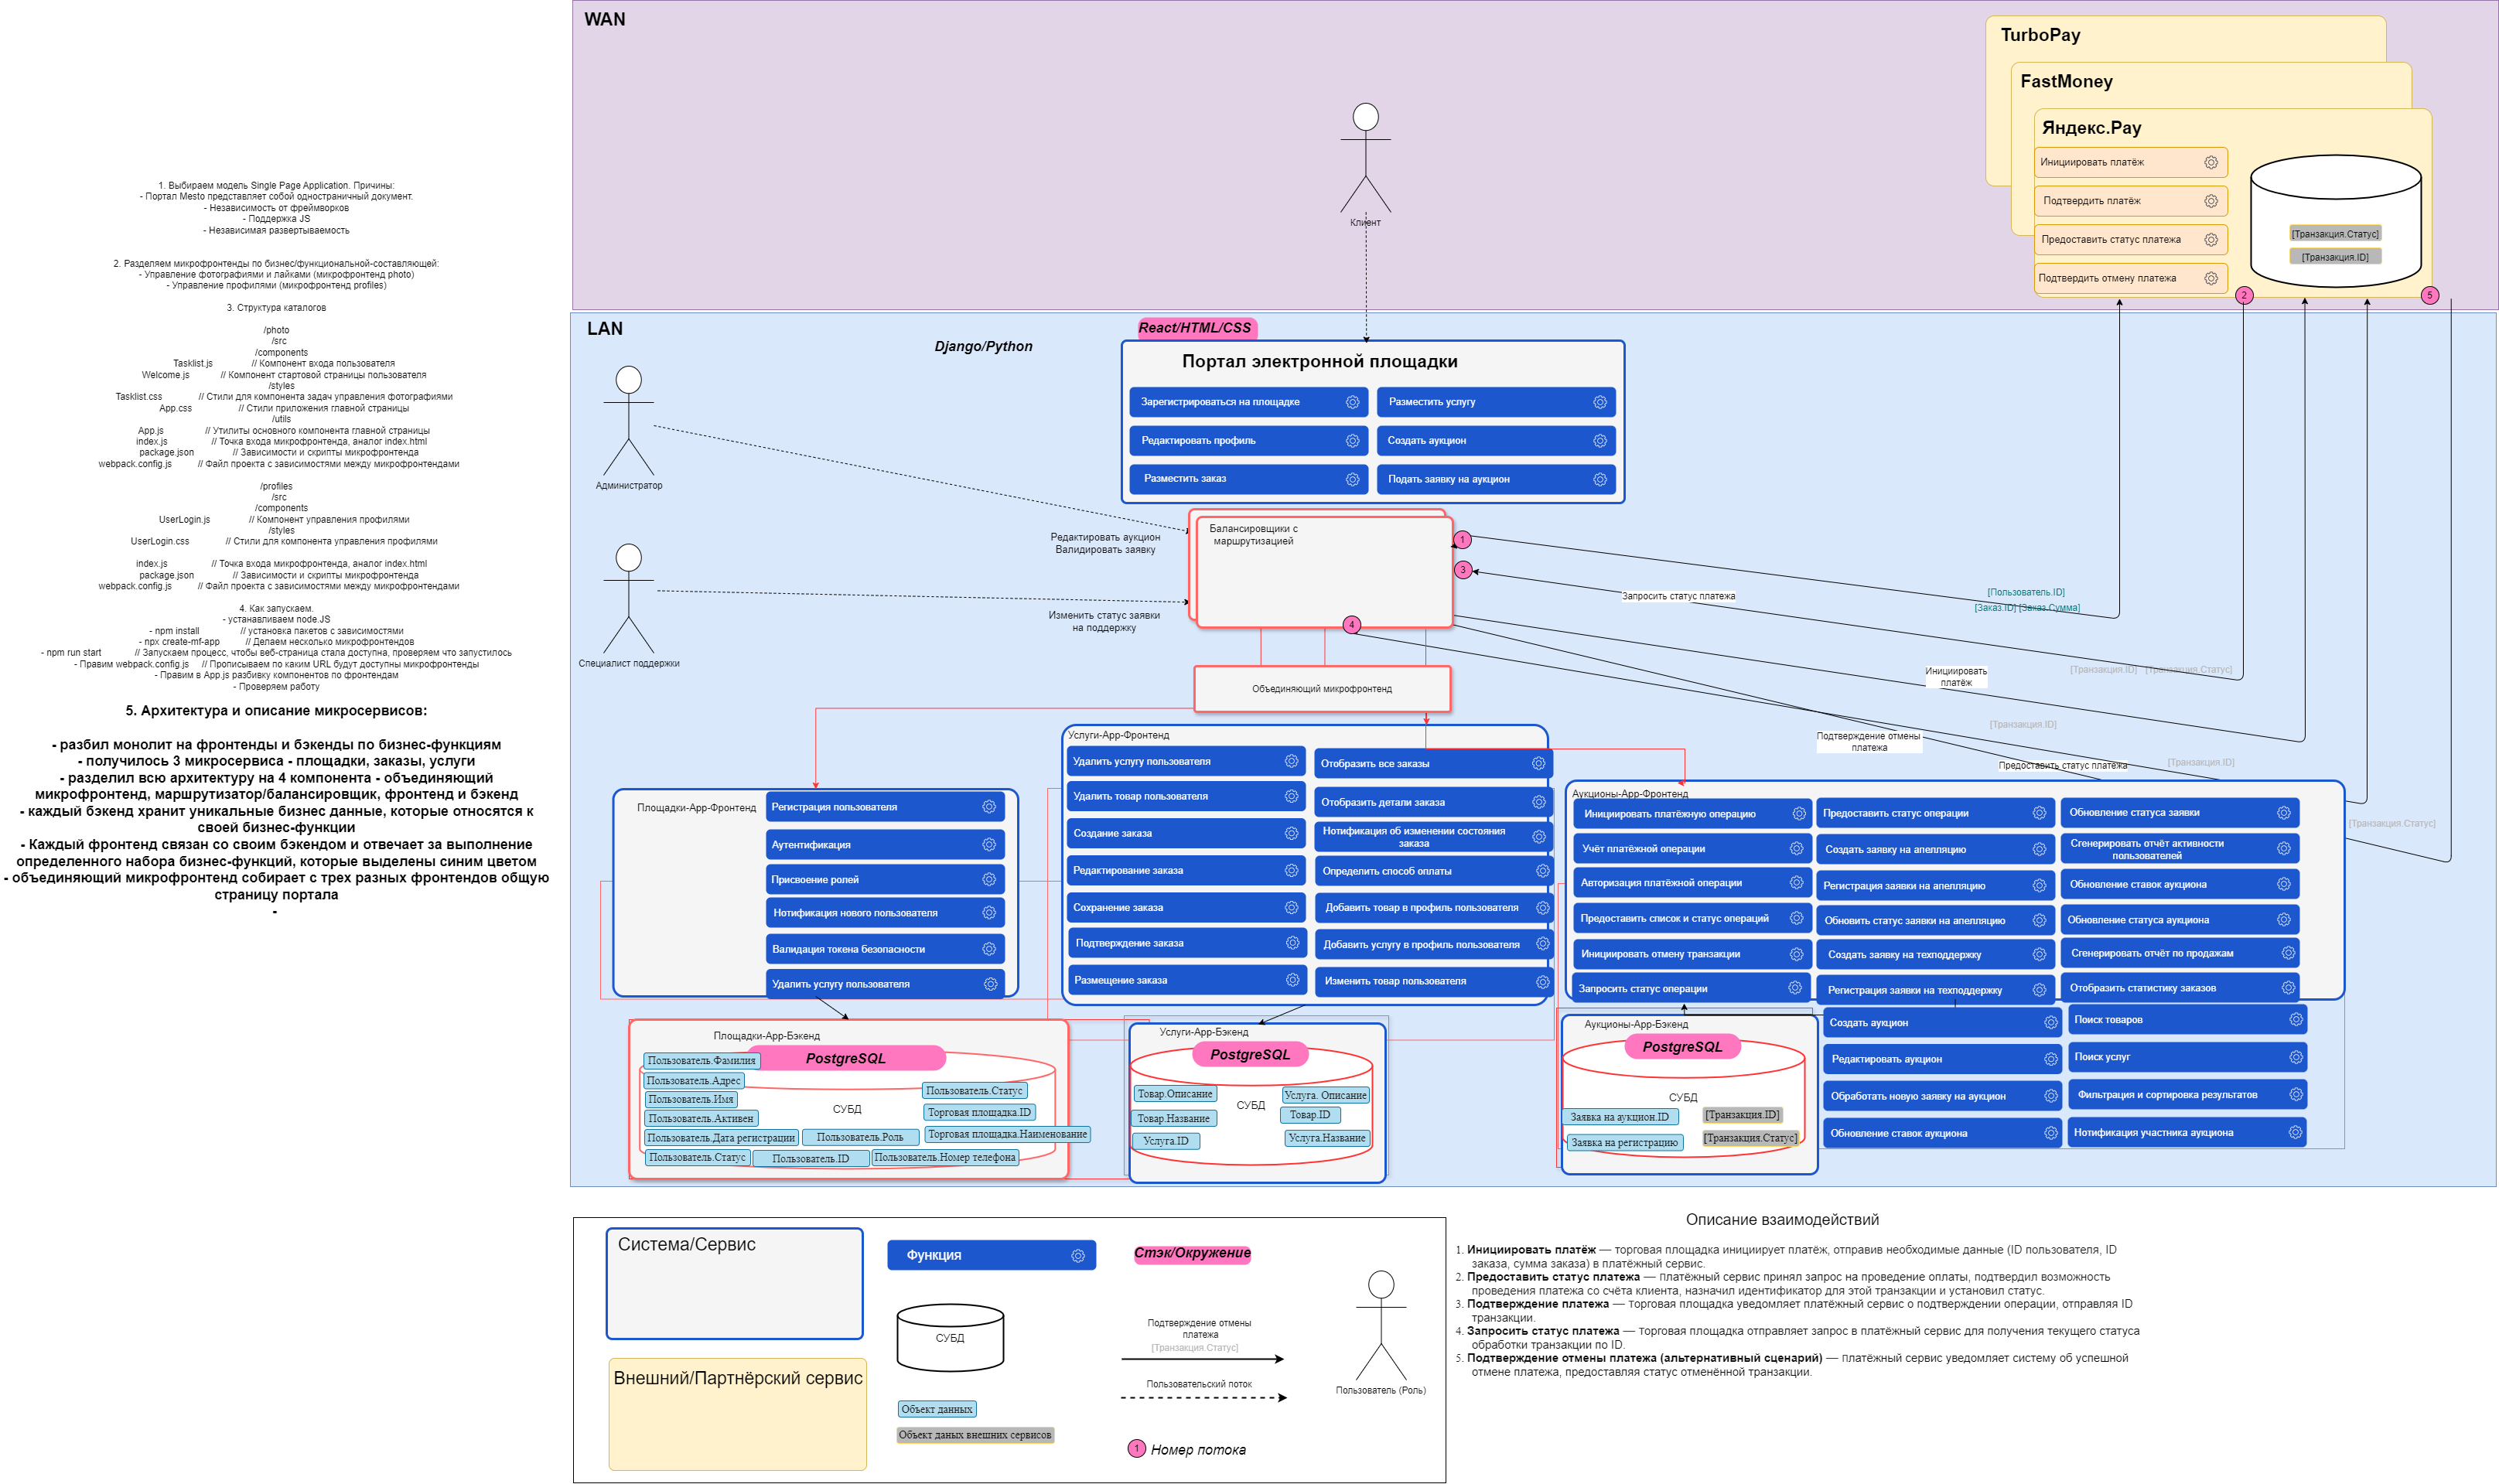 1. Выбираем модель Single Page Application. Причины:
- Портал Mesto представляет собой одностраничный документ.
- Независимость от фреймворков
- Поддержка JS
- Независимая развертываемость
2. Разделяем микрофронтенды по бизнес/функциональной-составляющей:
- Управление фотографиями и лайками (микрофронтенд photo)
- Управление профилями (микрофронтенд profiles)
3. Структура каталогов
/photo
/src
/components
Tasklist.js // Компонент входа пользователя
Welcome.js // Компонент стартовой страницы пользователя
/styles
Tasklist.css // Стили для компонента задач управления фотографиями
App.css // Стили приложения главной страницы
/utils
App.js // Утилиты основного компонента главной страницы
index.js // Точка входа микрофронтенда, аналог index.html
package.json // Зависимости и скрипты микрофронтенда
webpack.config.js // Файл проекта с зависимостями между микрофронтендами
/profiles
/src
/components
UserLogin.js // Компонент управления профилями
/styles
UserLogin.css // Стили для компонента управления профилями
index.js // Точка входа микрофронтенда, аналог index.html
package.json // Зависимости и скрипты микрофронтенда
webpack.config.js // Файл проекта с зависимостями между микрофронтендами
4. Как запускаем.
- устанавливаем node.JS
- npm install // установка пакетов с зависимостями
- npx create-mf-app // Делаем несколько микрофронтендов
- npm run start // Запускаем процесс, чтобы веб-страница стала доступна, проверяем что запустилось
- Правим webpack.config.js // Прописываем по каким URL будут доступны микрофронтенды
- Правим в App.js разбивку компонентов по фронтендам
- Проверяем работу
5. Архитектура и описание микросервисов:
- разбил монолит на фронтенды и бэкенды по бизнес-функциям
- получилось 3 микросервиса - площадки, заказы, услуги
- разделил всю архитектуру на 4 компонента - объединяющий
микрофронтенд, маршрутизатор/балансировщик, фронтенд и бэкенд
- каждый бэкенд хранит уникальные бизнес данные, которые относятся к
своей бизнес-функции
- Каждый фронтенд связан со своим бэкендом и отвечает за выполнение
определенного набора бизнес-функций, которые выделены синим цветом
- объединяющий микрофронтенд собирает с трех разных фронтендов общую
страницу портала
-
WAN
Клиент
TurboPay
FastMoney
Яндекс.Pay
Инициировать платёж
Подтвердить платёж
Предоставить статус платежа
Подтвердить отмену платежа
[Транзакция.Статус]
[Транзакция.ID]
2
5
LAN
Django/Python
React/HTML/CSS
Портал электронной площадки
Зарегистрироваться на площадке
Разместить услугу
Редактировать профиль
Создать аукцион
Разместить заказ
Подать заявку на аукцион
Администратор
Специалист поддержки
Редактировать аукцион
Валидировать заявку
Изменить статус заявки
на поддержку
Балансировщики с
маршрутизацией
1
3
4
Запросить статус платежа
[Пользователь.ID]
[Заказ.ID] [Заказ.Сумма]
[Транзакция.ID] [Транзакция.Статус]
Инициировать
платёж
[Транзакция.ID]
Подтверждение отмены
платежа
Предоставить статус платежа
[Транзакция.ID]
[Транзакция.Статус]
Объединяющий микрофронтенд
Площадки-App-Фронтенд
Регистрация пользователя
Аутентификация
Присвоение ролей
Нотификация нового пользователя
Валидация токена безопасности
Удалить услугу пользователя
Услуги-App-Фронтенд
Удалить услугу пользователя
Удалить товар пользователя
Создание заказа
Редактирование заказа
Сохранение заказа
Подтверждение заказа
Размещение заказа
Отобразить все заказы
Отобразить детали заказа
Нотификация об изменении состояния
заказа
Определить способ оплаты
Добавить товар в профиль пользователя
Добавить услугу в профиль пользователя
Изменить товар пользователя
Аукционы-App-Фронтенд
Инициировать платёжную операцию
Учёт платёжной операции
Авторизация платёжной операции
Предоставить список и статус операций
Инициировать отмену транзакции
Запросить статус операции
Предоставить статус операции
Создать заявку на апелляцию
Регистрация заявки на апелляцию
Обновить статус заявки на апелляцию
Создать заявку на техподдержку
Регистрация заявки на техподдержку
Создать аукцион
Редактировать аукцион
Обработать новую заявку на аукцион
Обновление ставок аукциона
Обновление статуса заявки
Сгенерировать отчёт активности
пользователей
Обновление ставок аукциона
Обновление статуса аукциона
Сгенерировать отчёт по продажам
Отобразить статистику заказов
Поиск товаров
Поиск услуг
Фильтрация и сортировка результатов
Нотификация участника аукциона
Площадки-App-Бэкенд
PostgreSQL
СУБД
Пользователь.Фамилия
Пользователь.Адрес
Пользователь.Имя
Пользователь.Активен
Пользователь.Дата регистрации
Пользователь.Статус
Пользователь.Роль
Пользователь.ID
Пользователь.Номер телефона
Пользователь.Статус
Торговая площадка.ID
Торговая площадка.Наименование
Услуги-App-Бэкенд
PostgreSQL
СУБД
Товар.Описание
Товар.Название
Услуга.ID
Услуга. Описание
Товар.ID
Услуга.Название
Аукционы-App-Бэкенд
PostgreSQL
СУБД
Заявка на аукцион.ID
Заявка на регистрацию
[Транзакция.ID]
[Транзакция.Статус]
Система/Сервис
Внешний/Партнёрский сервис
Функция
СУБД
Объект данных
Объект даных внешних сервисов
Стэк/Окружение
Подтверждение отмены
платежа
[Транзакция.Статус]
Пользовательский поток
1 Номер потока
Пользователь (Роль)
Описание взаимодействий
1. Инициировать платёж — торговая площадка инициирует платёж, отправив необходимые данные (ID пользователя, ID
заказа, сумма заказа) в платёжный сервис.
2. Предоставить статус платежа — платёжный сервис принял запрос на проведение оплаты, подтвердил возможность
проведения платежа со счёта клиента, назначил идентификатор для этой транзакции и установил статус.
3. Подтверждение платежа — торговая площадка уведомляет платёжный сервис о подтверждении операции, отправляя ID
транзакции.
4. Запросить статус платежа — торговая площадка отправляет запрос в платёжный сервис для получения текущего статуса
обработки транзакции по ID.
5. Подтверждение отмены платежа (альтернативный сценарий) — платёжный сервис уведомляет систему об успешной
отмене платежа, предоставляя статус отменённой транзакции.